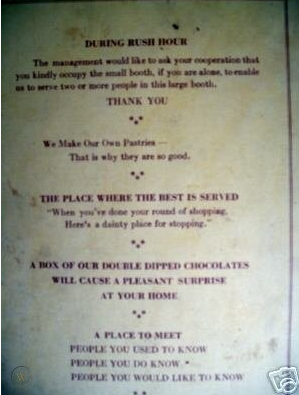 DURING RUSH HOUR
The management would like to ask your cooperation that
you kindly occupy the small booth, if you are alone, to enable
us to serve two or more people in this large booth.
THANK YOU
We Make Our Own Pastries —
That is why they are so good.
THE PLACE WHERE THE BEST IS SERVED
"When you've done your round of shopping,
Here's a dainty place for stopping."
A BOX OF OUR DOUBLE DIPPED CHOCOLATES
WILL CAUSE A PLEASANT SURPRISE
AT YOUR HOME
A PLACE TO MEET
PEOPLE YOU USED TO KNOW
PEOPLE YOU DO KNOW
PEOPLE YOU WOULD LIKE TO KNOW
W
eB